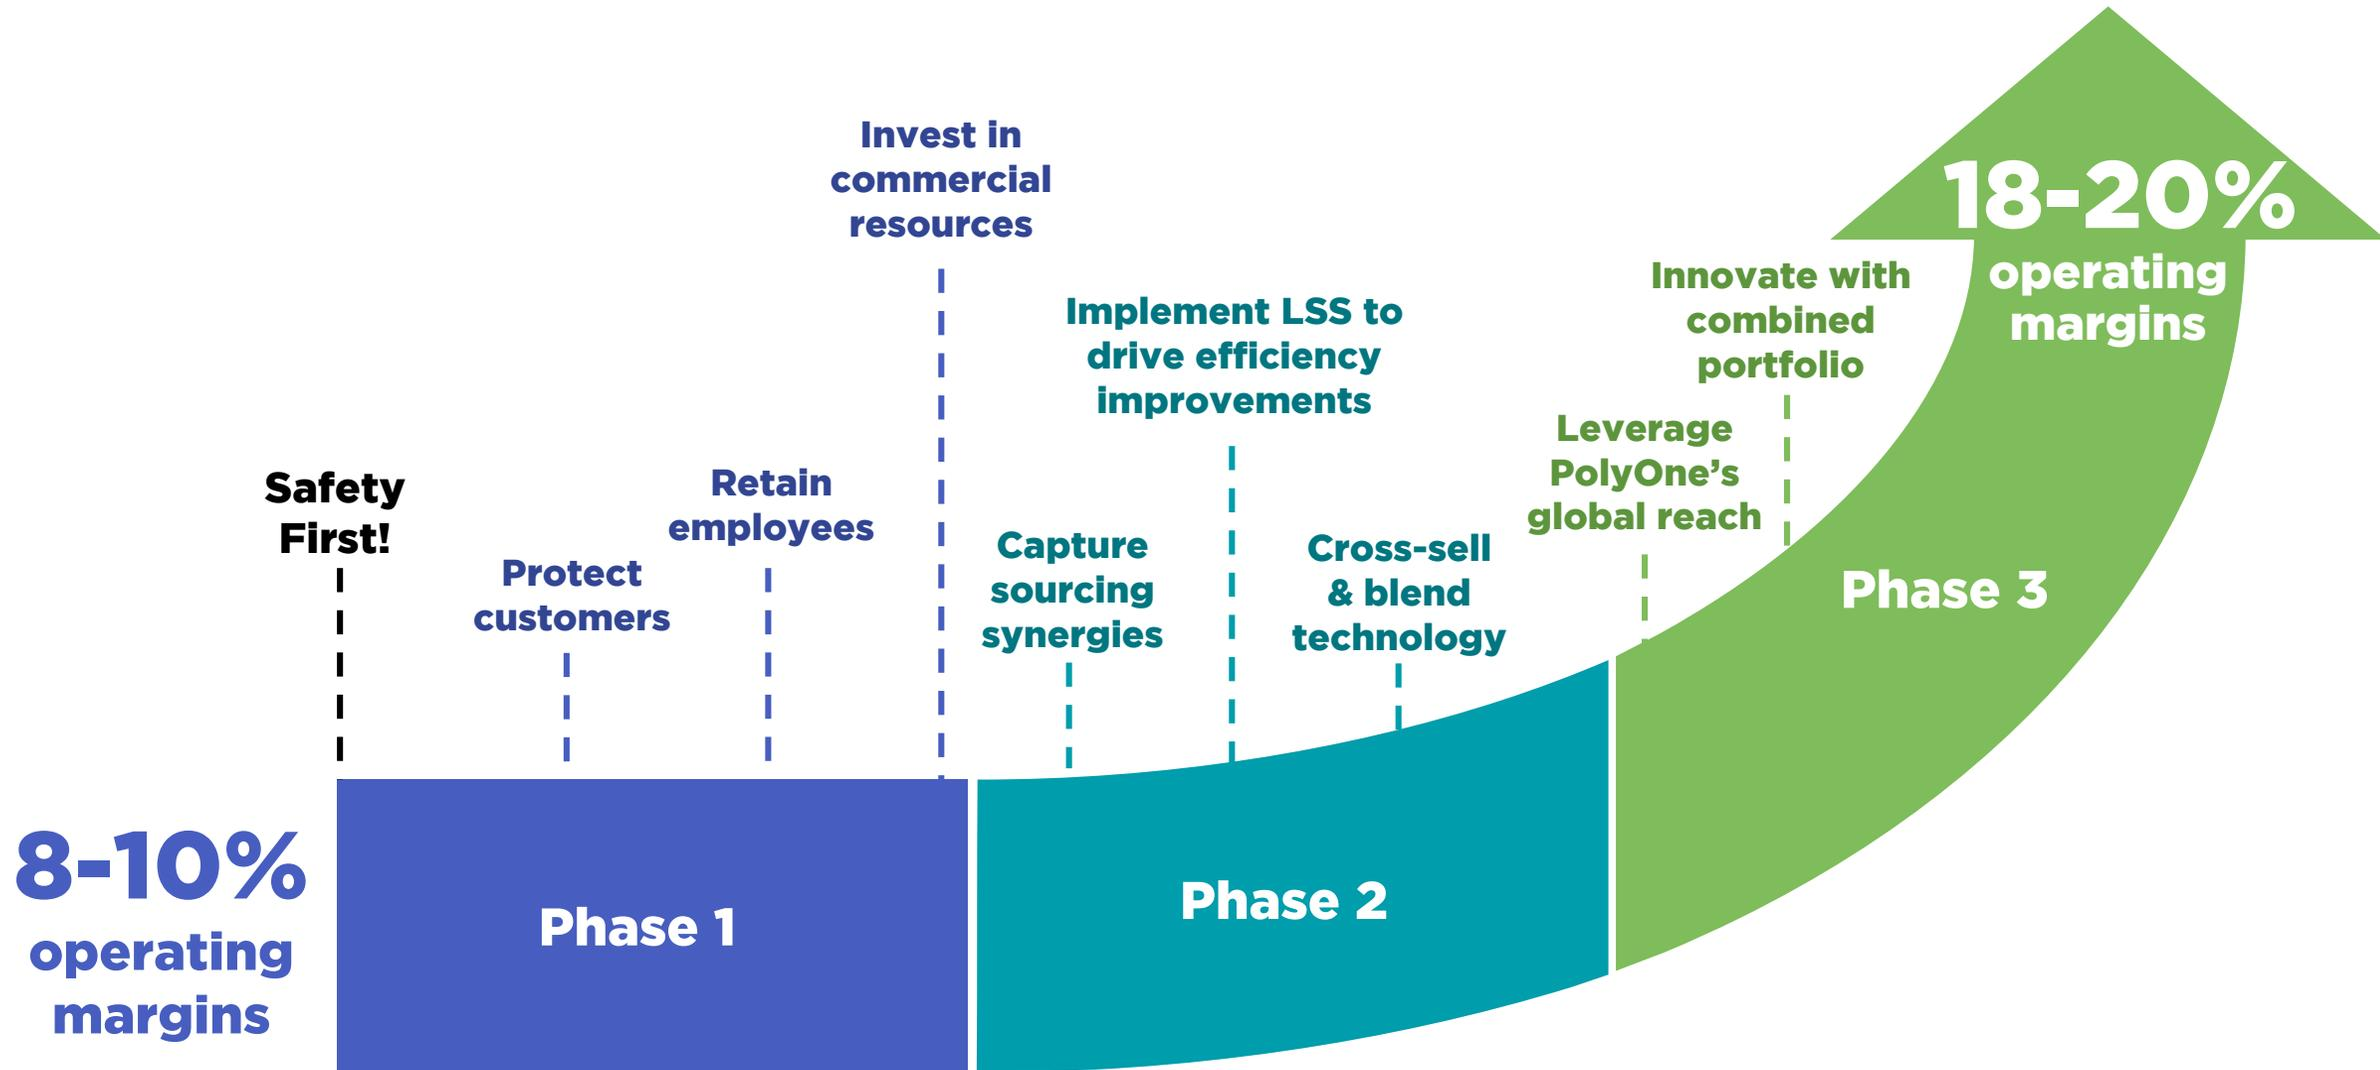 Safety
First!
Protect
customers
Retain
employees
Invest in
commercial
resources
Capture
sourcing
synergies
Implement LSS to
drive efficiency
improvements
Cross-sell
& blend
technology
Leverage
PolyOne’s
global reach
Innovate with
combined
portfolio
18-20%
operating
margins
8-10%
operating
margins
Phase 1
Phase 2
Phase 3